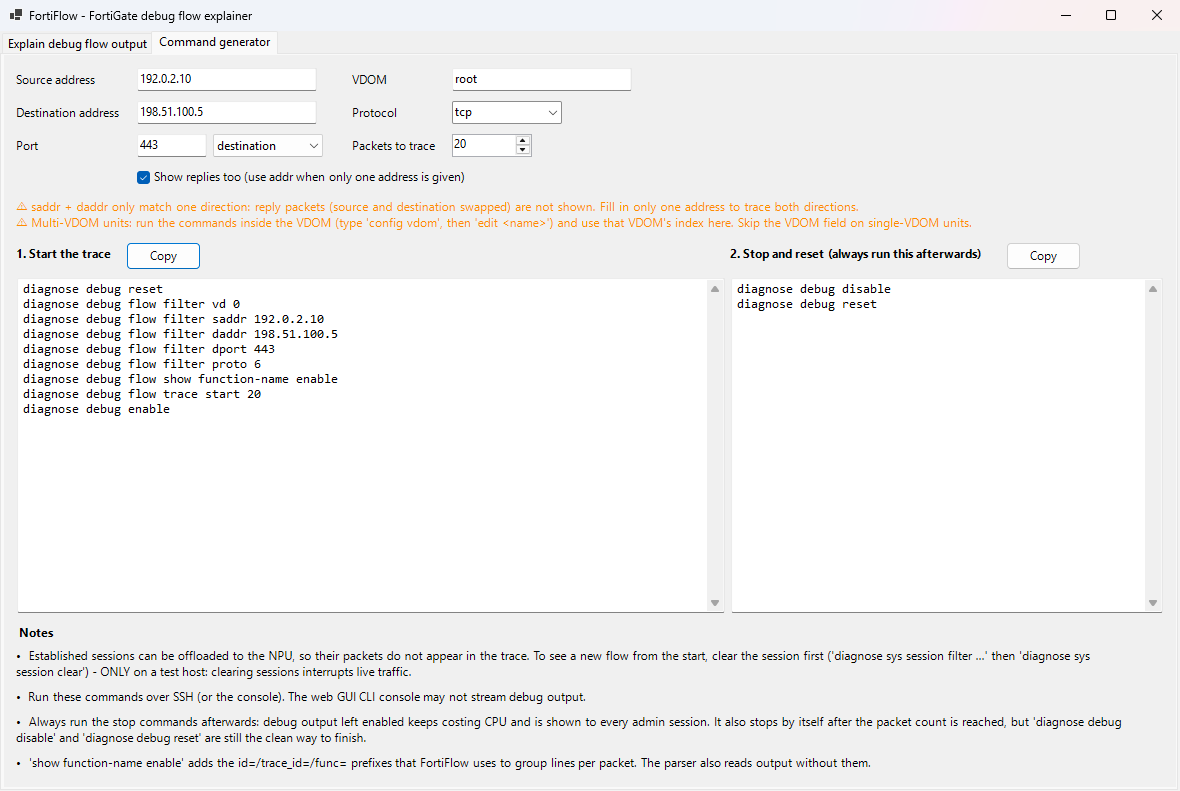 FortiFlow - FortiGate debug flow explainer
Explain debug flow output
Command generator
Source address
192.0.2.10
VDOM
root
Destination address
198.51.100.5
Protocol
tcp
Port
443
destination
Packets to trace
20
Show replies too (use addr when only one address is given)
⚠ saddr + daddr only match one direction: reply packets (source and destination swapped) are not shown. Fill in only one address to trace both directions.
⚠ Multi-VDOM units: run the commands inside the VDOM (type 'config vdom', then 'edit <name>') and use that VDOM's index here. Skip the VDOM field on single-VDOM units.
1. Start the trace
Copy
2. Stop and reset (always run this afterwards)
Copy
diagnose debug reset
diagnose debug flow filter vd 0
diagnose debug flow filter saddr 192.0.2.10
diagnose debug flow filter daddr 198.51.100.5
diagnose debug flow filter dport 443
diagnose debug flow filter proto 6
diagnose debug flow show function-name enable
diagnose debug flow trace start 20
diagnose debug enable
diagnose debug disable
diagnose debug reset
Notes
• Established sessions can be offloaded to the NPU, so their packets do not appear in the trace. To see a new flow from the start, clear the session first ('diagnose sys session filter ...' then 'diagnose sys
session clear') - ONLY on a test host: clearing sessions interrupts live traffic.
• Run these commands over SSH (or the console). The web GUI CLI console may not stream debug output.
• Always run the stop commands afterwards: debug output left enabled keeps costing CPU and is shown to every admin session. It also stops by itself after the packet count is reached, but 'diagnose debug
disable' and 'diagnose debug reset' are still the clean way to finish.
• 'show function-name enable' adds the id=/trace_id=/func= prefixes that FortiFlow uses to group lines per packet. The parser also reads output without them.